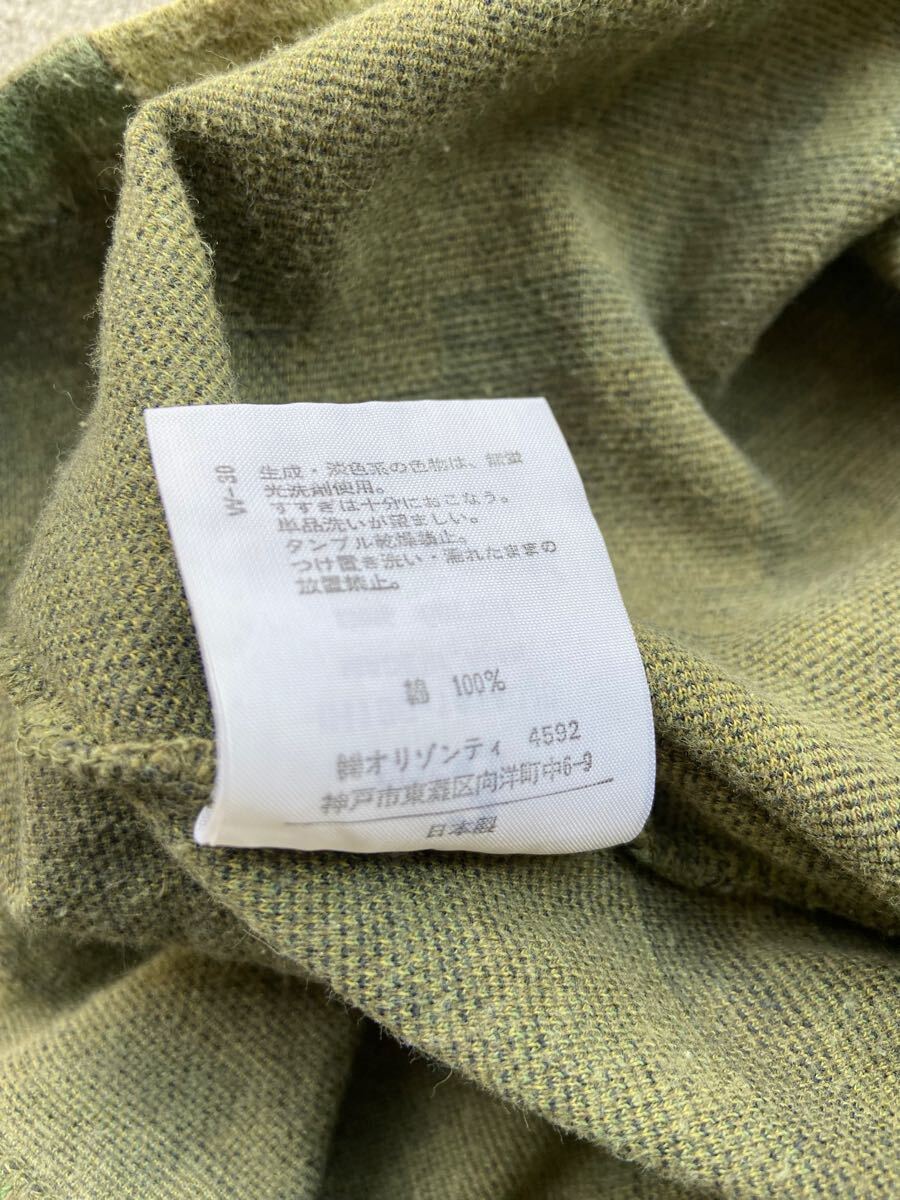 W-30
生成・淡色系の色物は、無蛍
光洗剤使用。
すすぎは十分におこなう。
単品洗いが望ましい。
タンブル乾燥禁止。
つけ置き洗い・濡れたままの
放置禁止。
綿 100%
㈱オリゾンティ 4592
神戸市東灘区向洋町中6-9
日本製